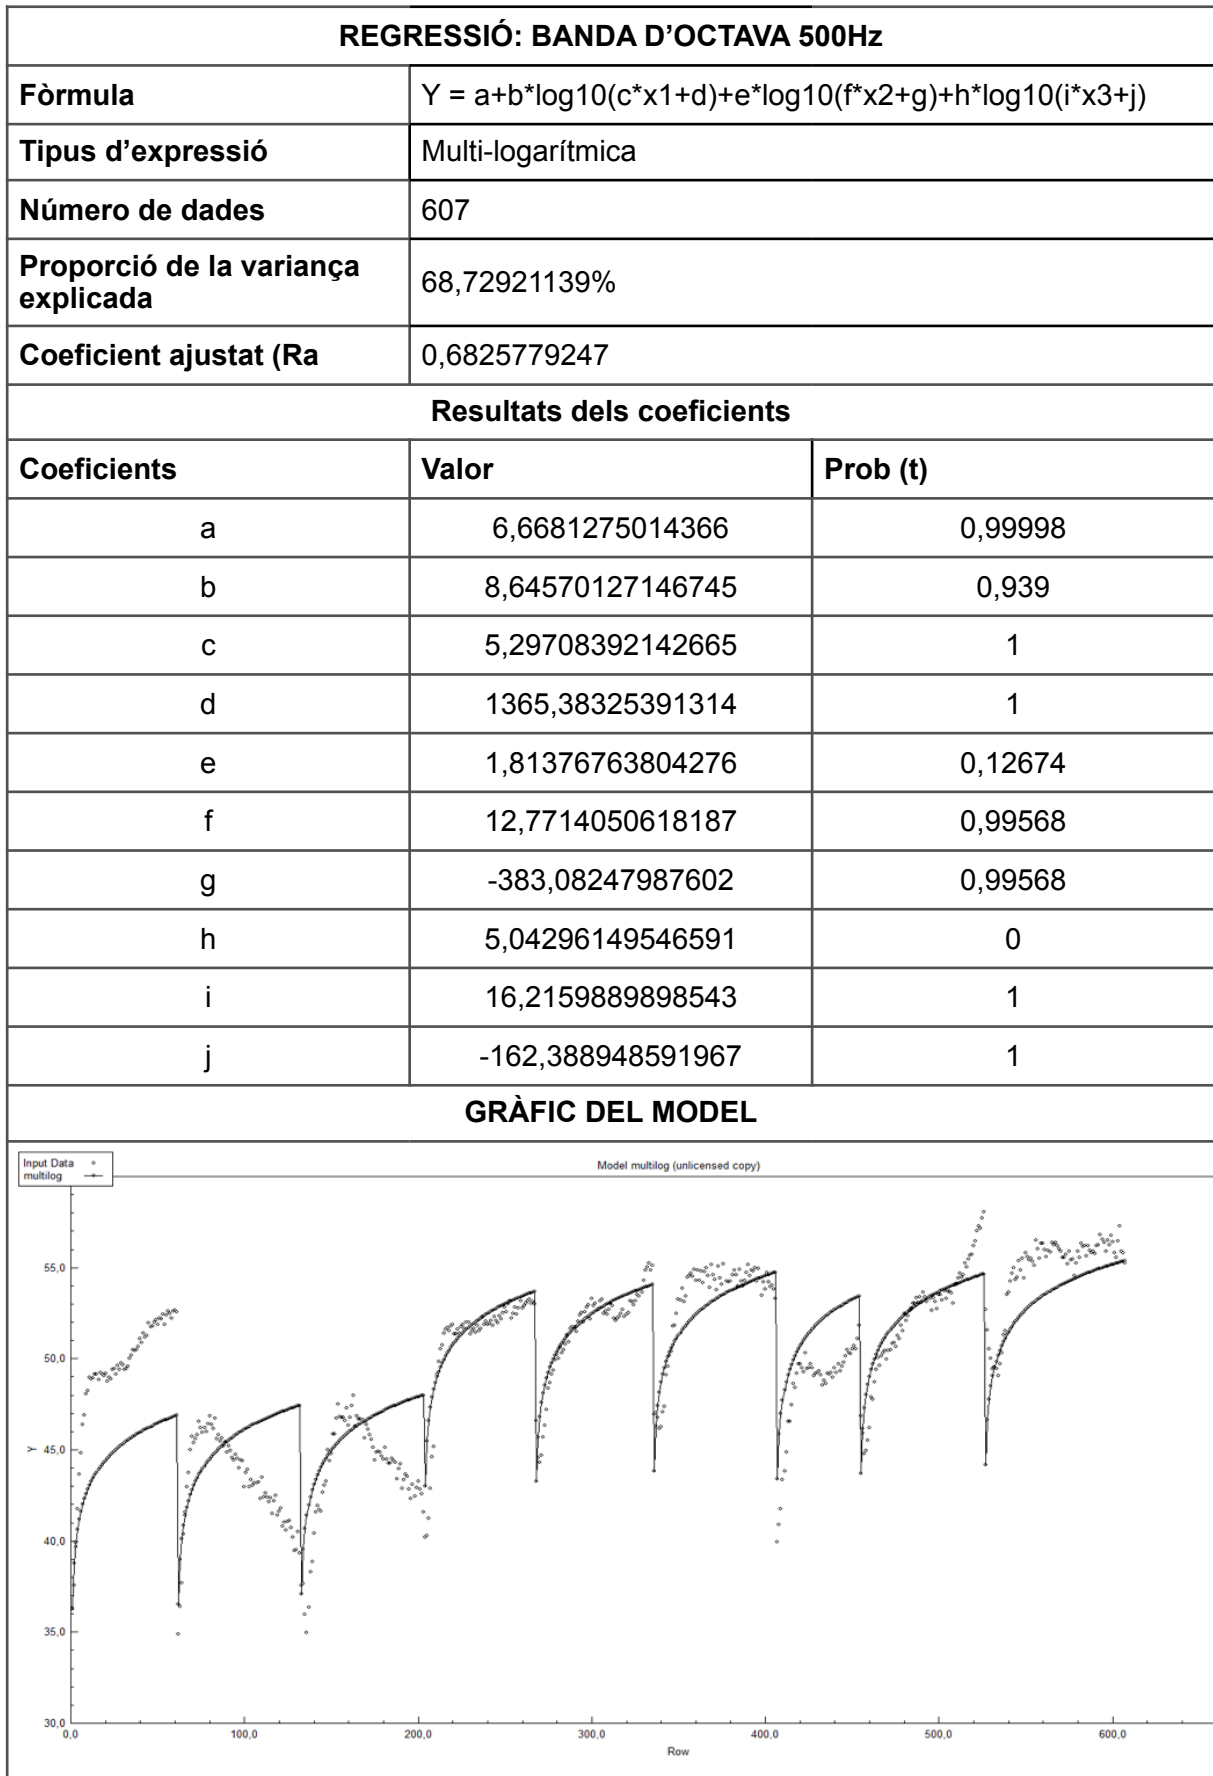 REGRESSIÓ: BANDA D'OCTAVA 500Hz
Fòrmula Y = a+b*log10(c*x1+d)+e*log10(f*x2+g)+h*log10(i*x3+j)
Tipus d'expressió Multi-logarítmica
Número de dades 607
Proporció de la variança
explicada 68,72921139%
Coeficient ajustat (Ra 0,6825779247
Resultats dels coeficients
Coeficients Valor Prob (t)
a 6,6681275014366 0,99998
b 8,64570127146745 0,939
c 5,29708392142665 1
d 1365,38325391314 1
e 1,81376763804276 0,12674
f 12,7714050618187 0,99568
g -383,08247987602 0,99568
h 5,04296149546591 0
i 16,2159889898543 1
j -162,388948591967 1
GRÀFIC DEL MODEL
Input Data
multilog
Model multilog (unlicensed copy)
55,0
50,0
Y
45,0
40,0
35,0
30,0
0,0 100,0 200,0 300,0 400,0 500,0 600,0
Row